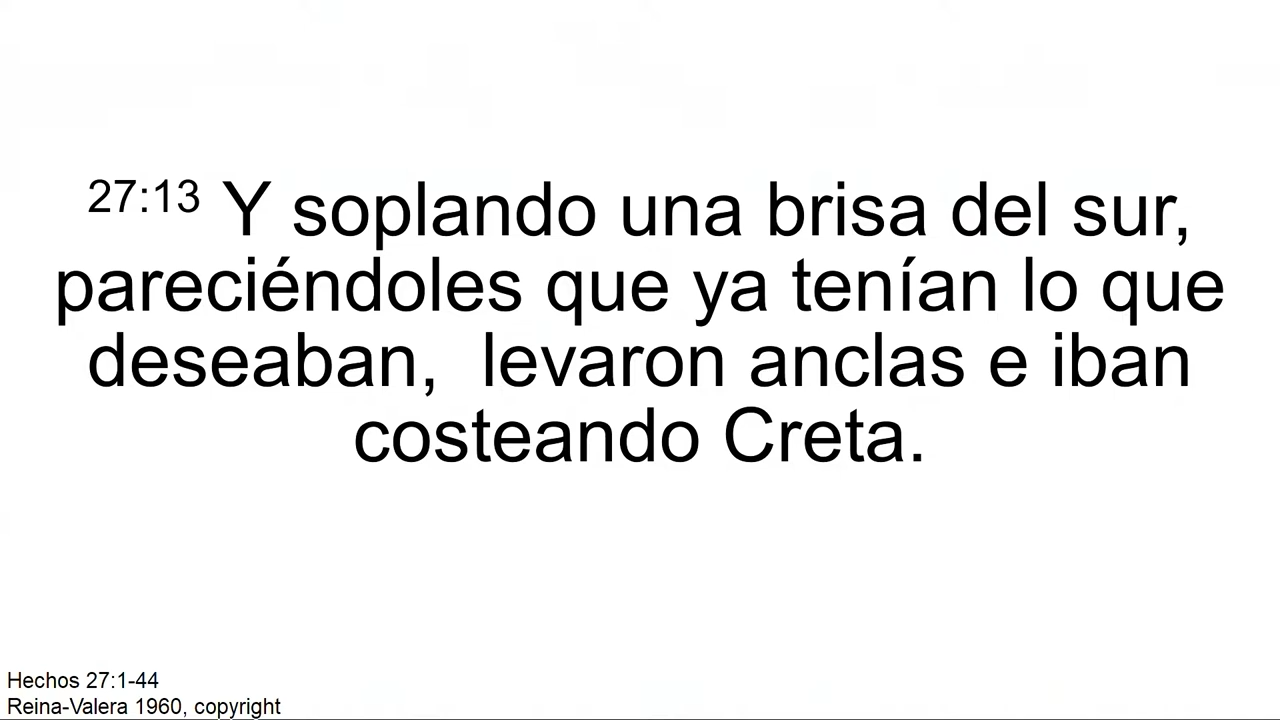 27:13 Y soplando una brisa del sur,
pareciéndoles que ya tenían lo que
deseaban,  levaron anclas e iban
costeando Creta.
Hechos 27:1-44
Reina-Valera 1960, copyright